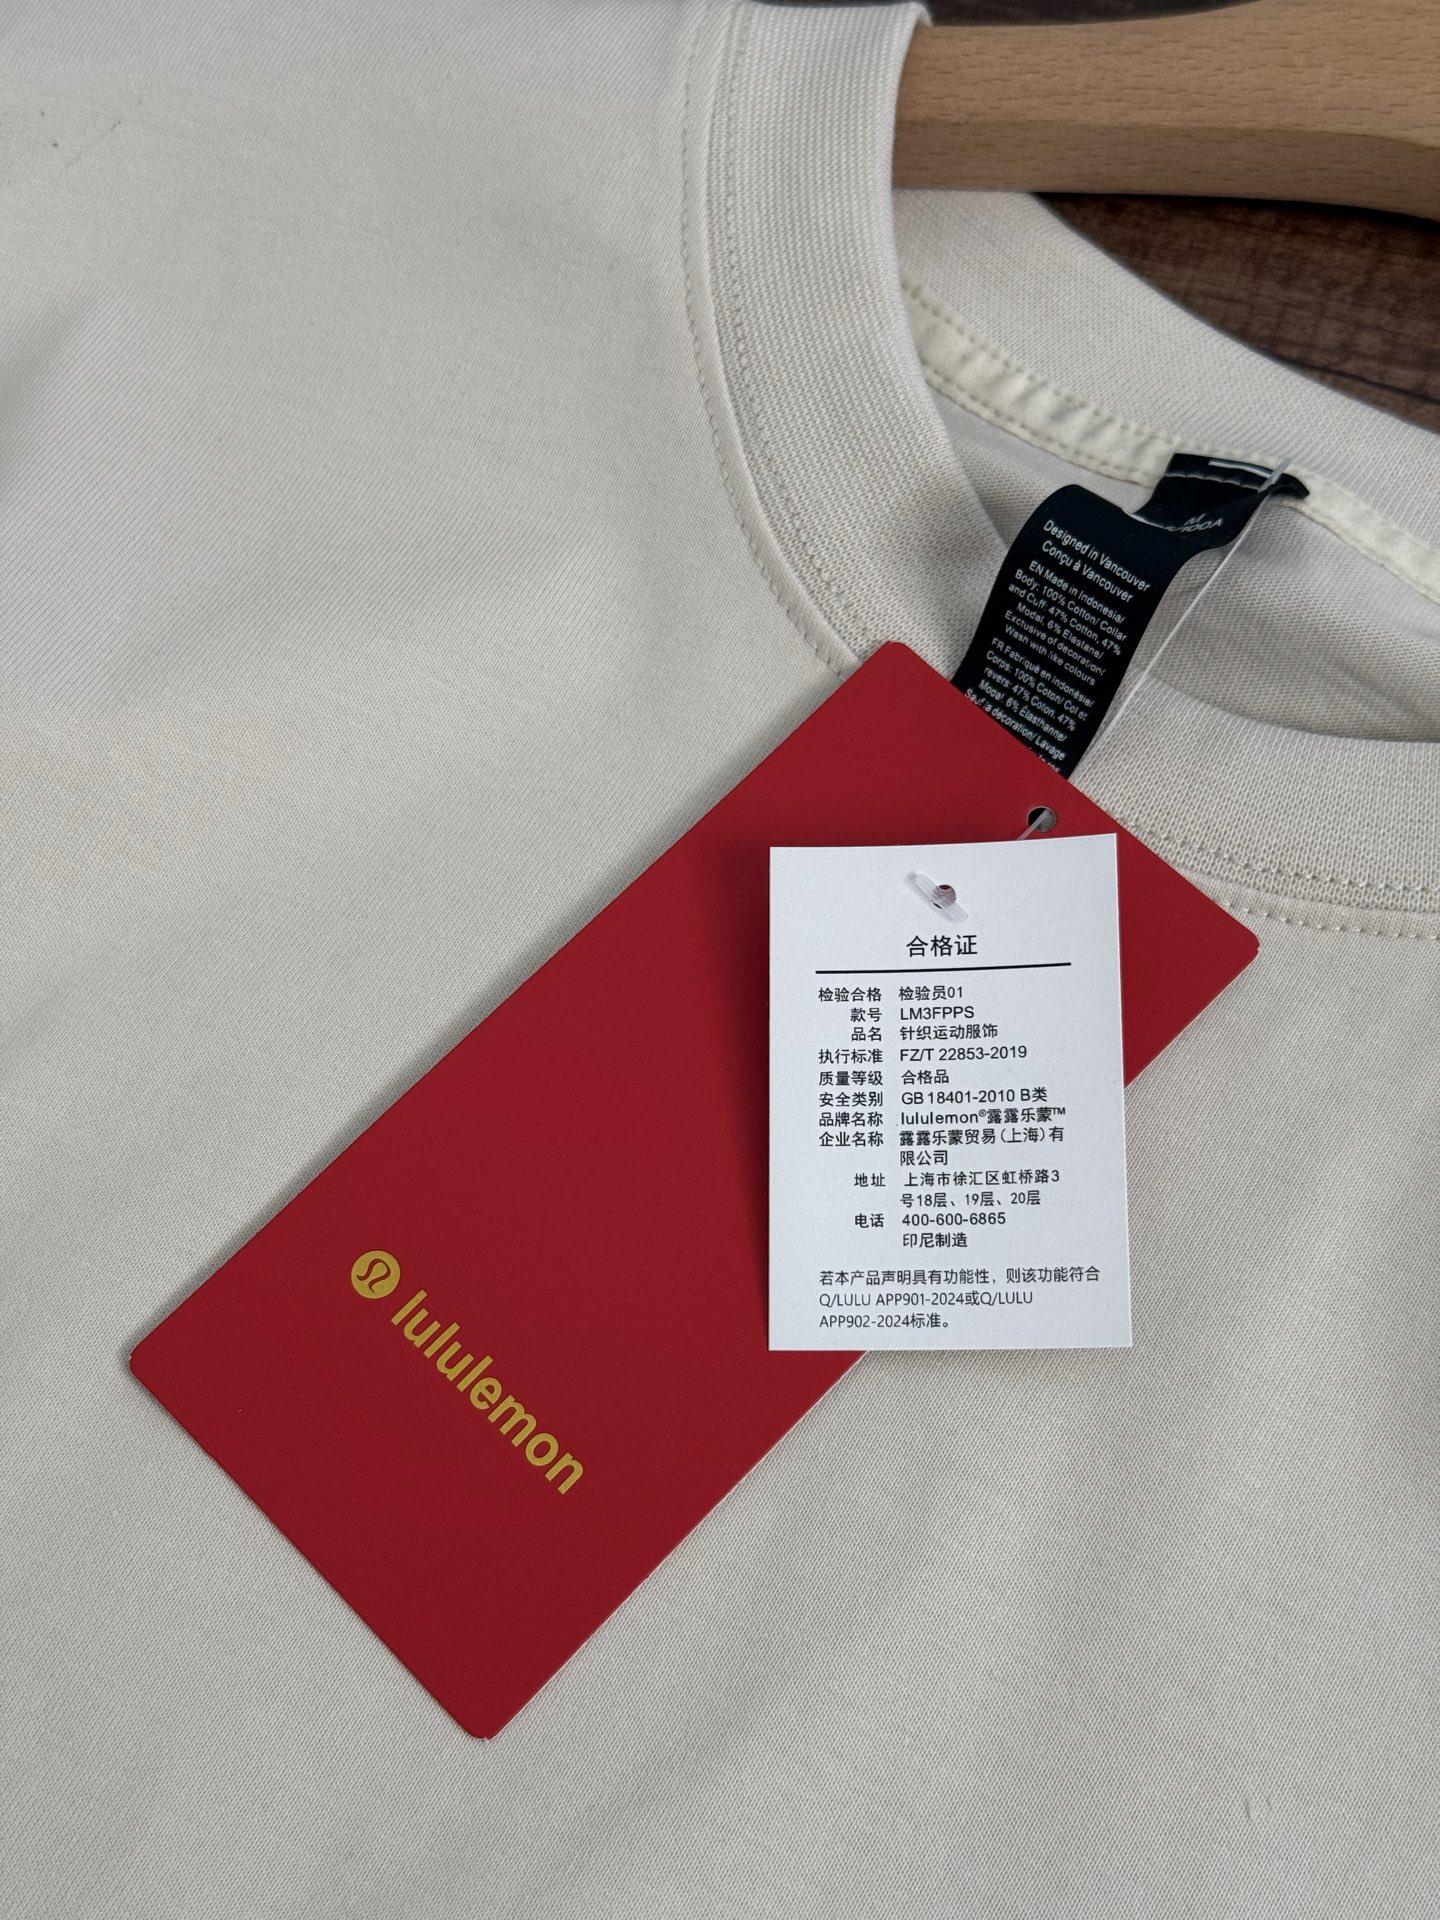 M
Designed in Vancouver
Conçu à Vancouver
EN Made in Indonesia/
Body: 100% Cotton/ Collar
and Cuff: 47% Cotton, 47%
Modal, 6% Elastane/
Exclusive of decoration/
Wash with like colours
FR Fabriqué en Indonésie/
Corps: 100% Coton/ Col et
revers: 47% Coton, 47%
Modal, 6% Élasthanne/
Sauf la décoration/ Lavage
合格证
检验合格 检验员01
款号 LM3FPPS
品名 针织运动服饰
执行标准 FZ/T 22853-2019
质量等级 合格品
安全类别 GB 18401-2010 B类
品牌名称 lululemon®露露乐蒙™
企业名称 露露乐蒙贸易(上海)有
限公司
地址 上海市徐汇区虹桥路3
号18层、19层、20层
电话 400-600-6865
印尼制造
若本产品声明具有功能性，则该功能符合
Q/LULU APP901-2024或Q/LULU
APP902-2024标准。
lululemon